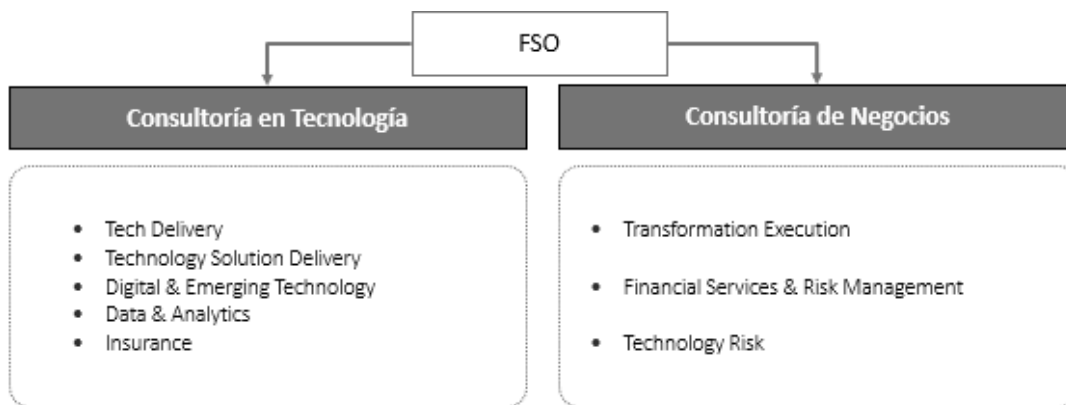 FSO
Consultoría en Tecnología
Consultoría de Negocios
• Tech Delivery
• Technology Solution Delivery
• Digital & Emerging Technology
• Data & Analytics
• Insurance
• Transformation Execution
• Financial Services & Risk Management
• Technology Risk